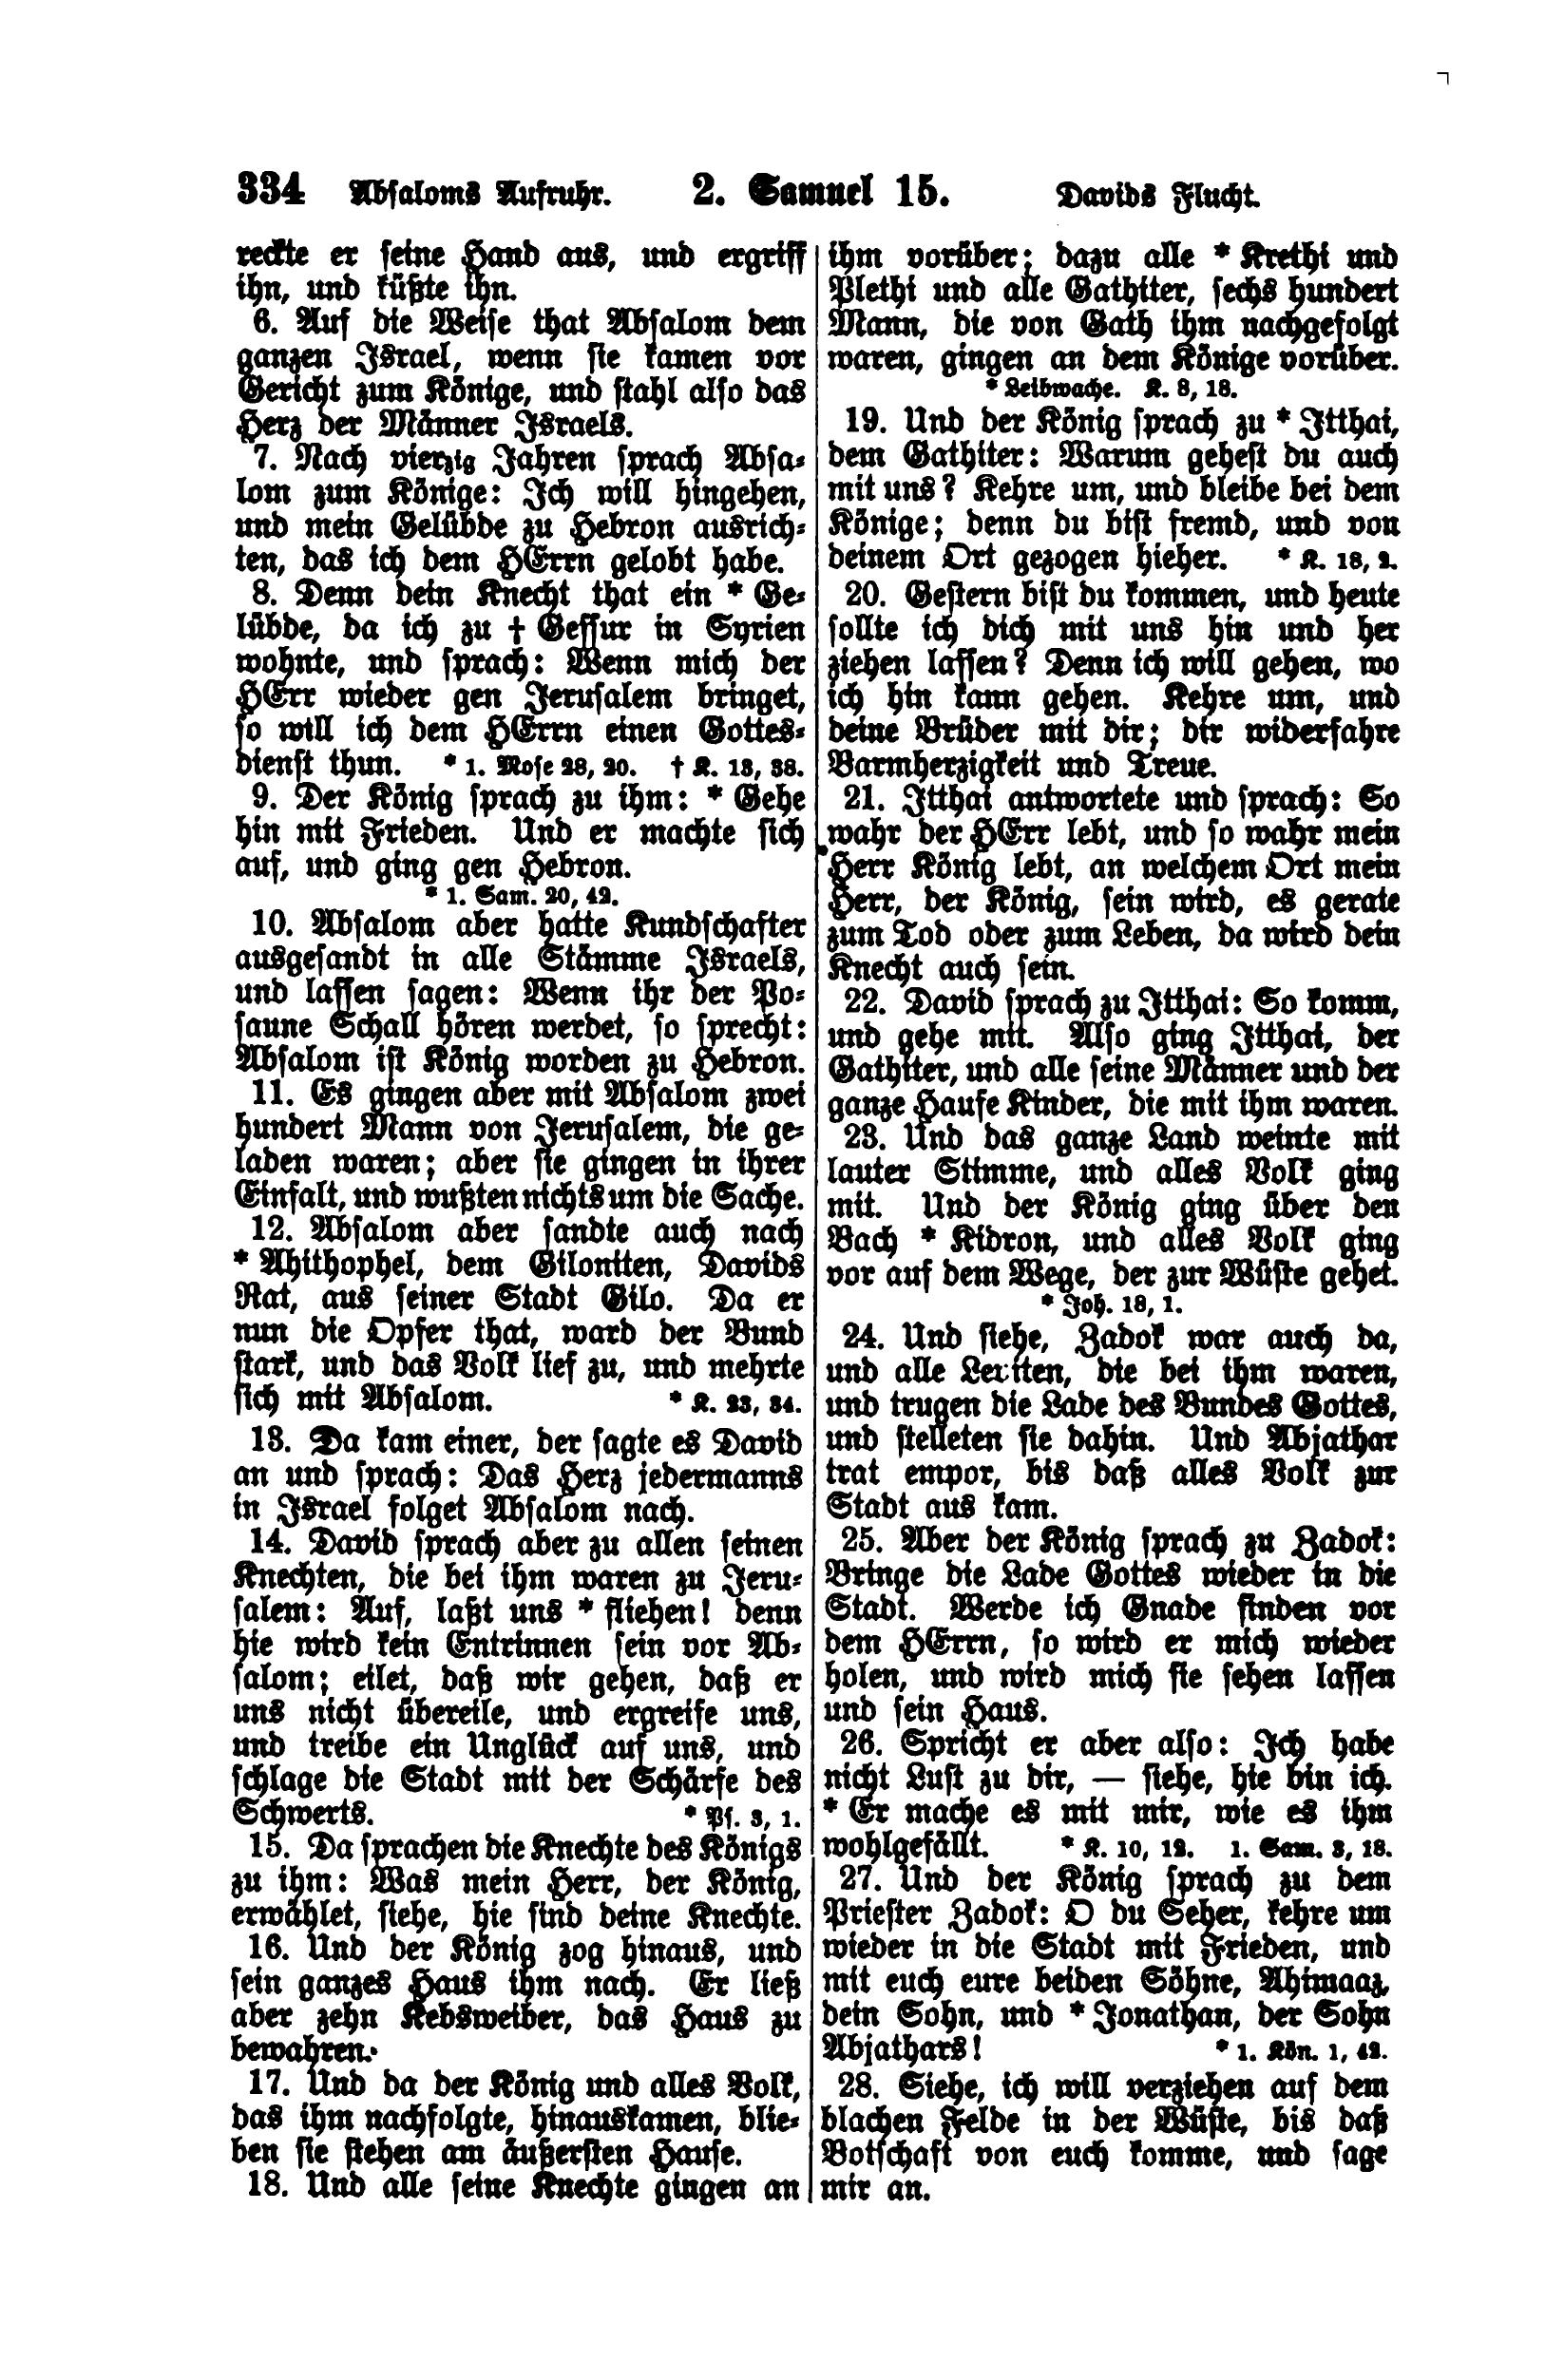 334 Absaloms Aufruhr. 2. Samuel 15. Davids Flucht.
reckte er seine Hand aus, und ergriff
ihn, und küßte ihn.
6. Auf die Weise that Absalom dem
ganzen Israel, wenn sie kamen vor
Gericht zum Könige, und stahl also das
Herz der Männer Israels.
7. Nach vierzig Jahren sprach Absa-
lom zum Könige: Ich will hingehen,
und mein Gelübde zu Hebron ausrich-
ten, das ich dem HErrn gelobt habe.
8. Denn dein Knecht that ein * Ge-
lübde, da ich zu † Gessur in Syrien
wohnte, und sprach: Wenn mich der
HErr wieder gen Jerusalem bringet,
so will ich dem HErrn einen Gottes-
dienst thun. * 1. Mose 28, 20. † K. 13, 38.
9. Der König sprach zu ihm: * Gehe
hin mit Frieden. Und er machte sich
auf, und ging gen Hebron.
* 1. Sam. 20, 42.
10. Absalom aber hatte Kundschafter
ausgesandt in alle Stämme Israels,
und lassen sagen: Wenn ihr der Po-
saune Schall hören werdet, so sprecht:
Absalom ist König worden zu Hebron.
11. Es gingen aber mit Absalom zwei
hundert Mann von Jerusalem, die ge-
laden waren; aber sie gingen in ihrer
Einfalt, und wußten nichts um die Sache.
12. Absalom aber sandte auch nach
* Ahithophel, dem Giloniten, Davids
Rat, aus seiner Stadt Gilo. Da er
nun die Opfer that, ward der Bund
stark, und das Volk lief zu, und mehrte
sich mit Absalom. * K. 23, 34.
13. Da kam einer, der sagte es David
an und sprach: Das Herz jedermanns
in Israel folget Absalom nach.
14. David sprach aber zu allen seinen
Knechten, die bei ihm waren zu Jeru-
salem: Auf, laßt uns * fliehen! denn
hie wird kein Entrinnen sein vor Ab-
salom; eilet, daß wir gehen, daß er
uns nicht übereile, und ergreife uns,
und treibe ein Unglück auf uns, und
schlage die Stadt mit der Schärfe des
Schwerts. * Ps. 3, 1.
15. Da sprachen die Knechte des Königs
zu ihm: Was mein Herr, der König,
erwählet, siehe, hie sind deine Knechte.
16. Und der König zog hinaus, und
sein ganzes Haus ihm nach. Er ließ
aber zehn Kebsweiber, das Haus zu
bewahren.
17. Und da der König und alles Volk,
das ihm nachfolgte, hinauskamen, blie-
ben sie stehen am äußersten Hause.
18. Und alle seine Knechte gingen an
ihm vorüber; dazu alle * Krethi und
Plethi und alle Gathiter, sechs hundert
Mann, die von Gath ihm nachgefolgt
waren, gingen an dem Könige vorüber.
* Leibwache. K. 8, 18.
19. Und der König sprach zu * Itthai,
dem Gathiter: Warum gehest du auch
mit uns? Kehre um, und bleibe bei dem
Könige; denn du bist fremd, und von
deinem Ort gezogen hieher. * K. 18, 2.
20. Gestern bist du kommen, und heute
sollte ich dich mit uns hin und her
ziehen lassen? Denn ich will gehen, wo
ich hin kann gehen. Kehre um, und
deine Brüder mit dir; dir widerfahre
Barmherzigkeit und Treue.
21. Itthai antwortete und sprach: So
wahr der HErr lebt, und so wahr mein
Herr König lebt, an welchem Ort mein
Herr, der König, sein wird, es gerate
zum Tod oder zum Leben, da wird dein
Knecht auch sein.
22. David sprach zu Itthai: So komm,
und gehe mit. Also ging Itthai, der
Gathiter, und alle seine Männer und der
ganze Haufe Kinder, die mit ihm waren.
23. Und das ganze Land weinte mit
lauter Stimme, und alles Volk ging
mit. Und der König ging über den
Bach * Kidron, und alles Volk ging
vor auf dem Wege, der zur Wüste gehet.
* Joh. 18, 1.
24. Und siehe, Zadok war auch da,
und alle Leviten, die bei ihm waren,
und trugen die Lade des Bundes Gottes,
und stelleten sie dahin. Und Abjathar
trat empor, bis daß alles Volk zur
Stadt aus kam.
25. Aber der König sprach zu Zadok:
Bringe die Lade Gottes wieder in die
Stadt. Werde ich Gnade finden vor
dem HErrn, so wird er mich wieder
holen, und wird mich sie sehen lassen
und sein Haus.
26. Spricht er aber also: Ich habe
nicht Lust zu dir, — siehe, hie bin ich.
* Er mache es mit mir, wie es ihm
wohlgefällt. * K. 10, 12. 1. Sam. 3, 18.
27. Und der König sprach zu dem
Priester Zadok: O du Seher, kehre um
wieder in die Stadt mit Frieden, und
mit euch eure beiden Söhne, Ahimaaz,
dein Sohn, und * Jonathan, der Sohn
Abjathars! * 1. Kön. 1, 42.
28. Siehe, ich will verziehen auf dem
blachen Felde in der Wüste, bis daß
Botschaft von euch komme, und sage
mir an.